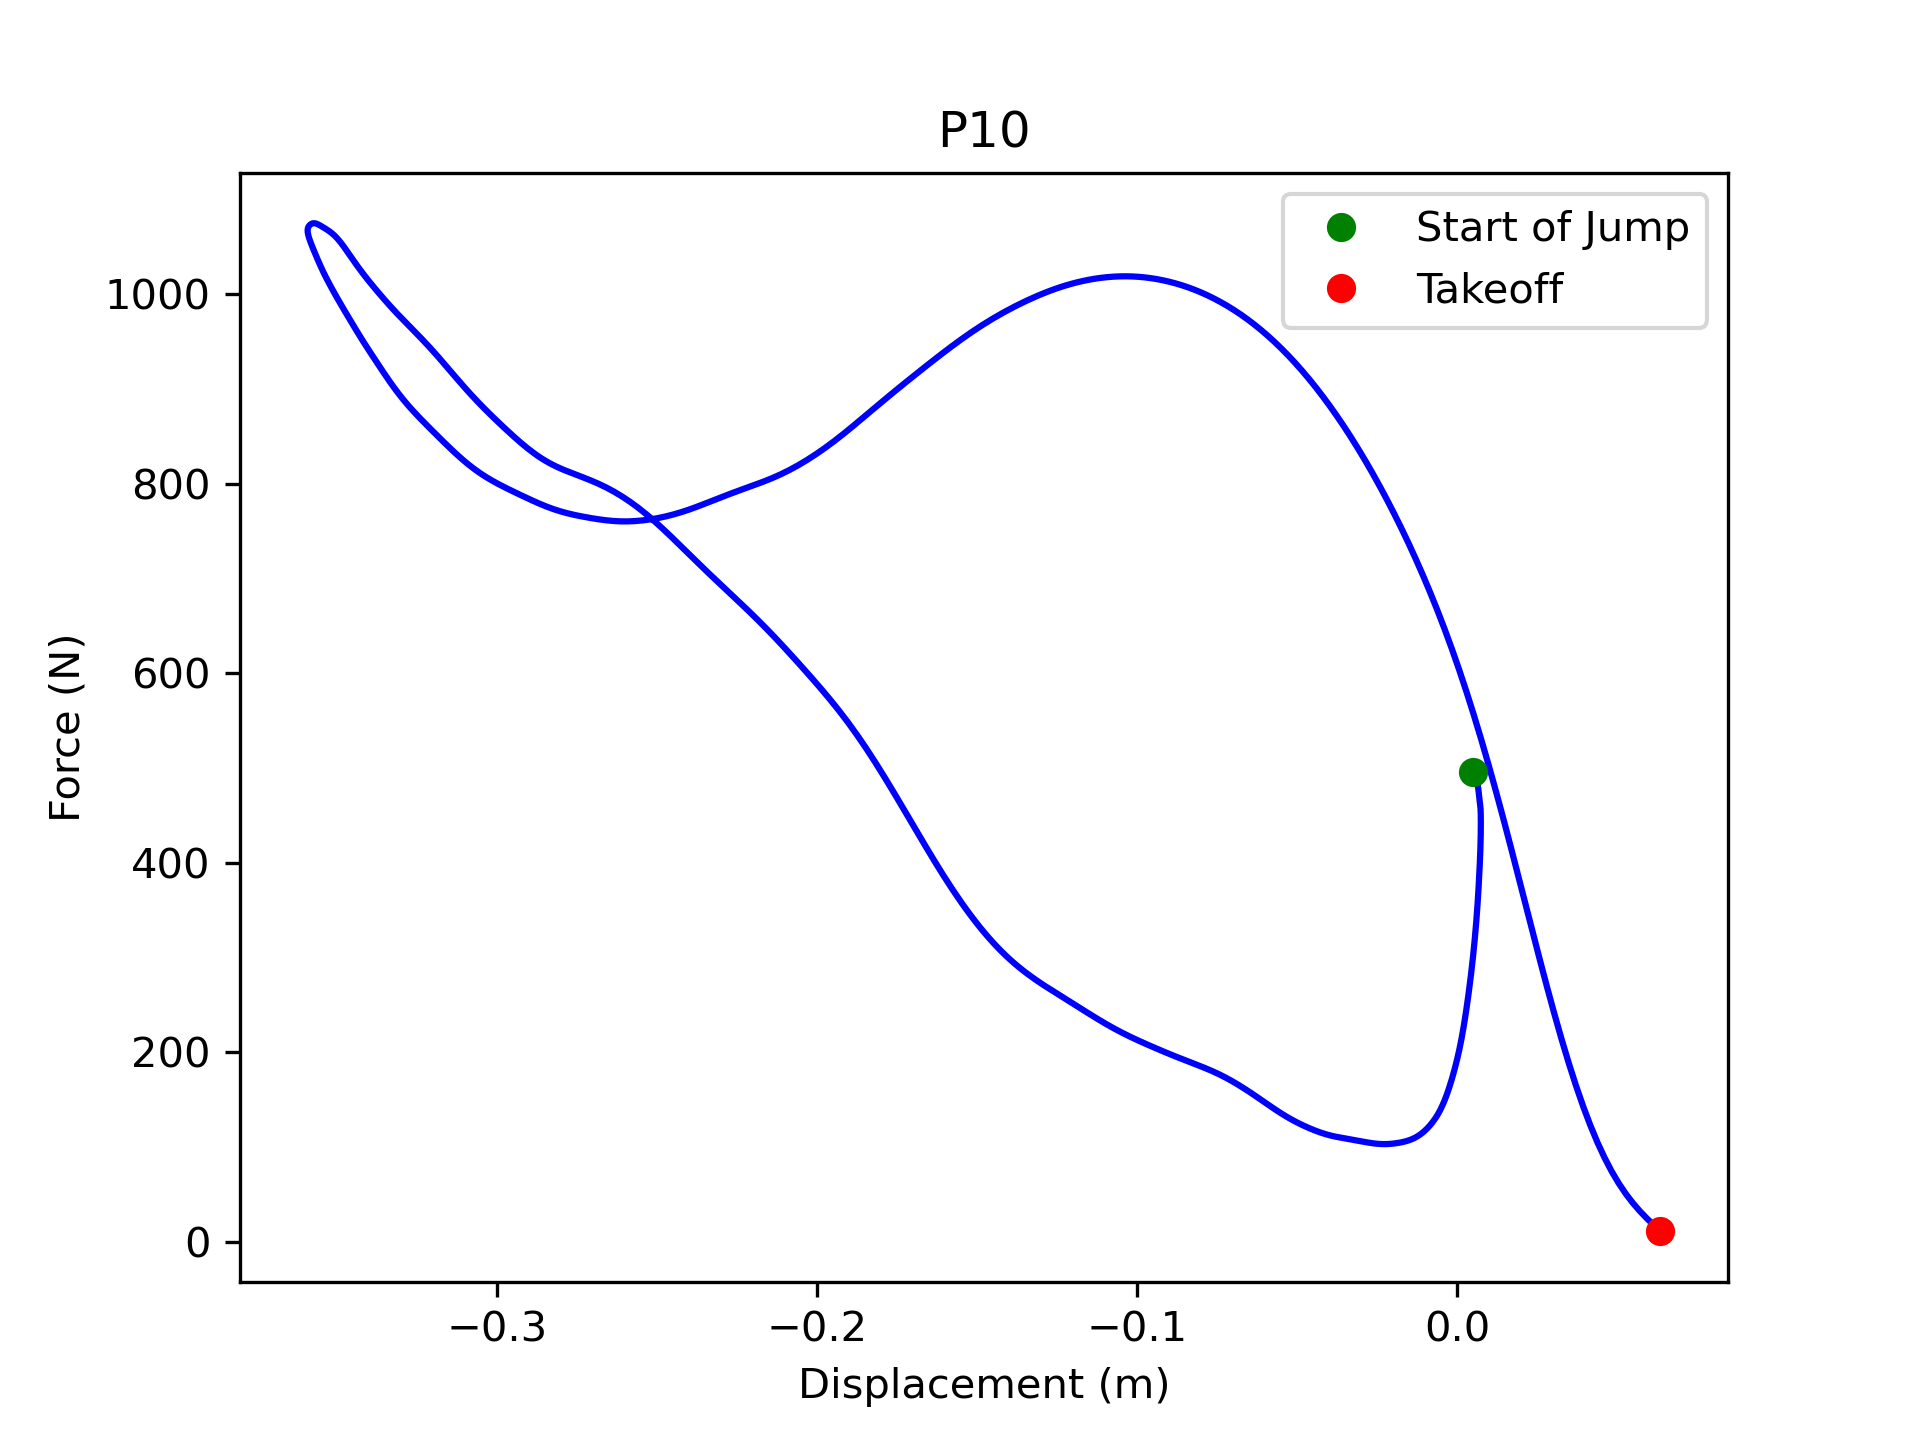 P10
Start of Jump
Takeoff
1000
800
600
400
200
0
Force (N)
−0.3
−0.2
−0.1
0.0
Displacement (m)